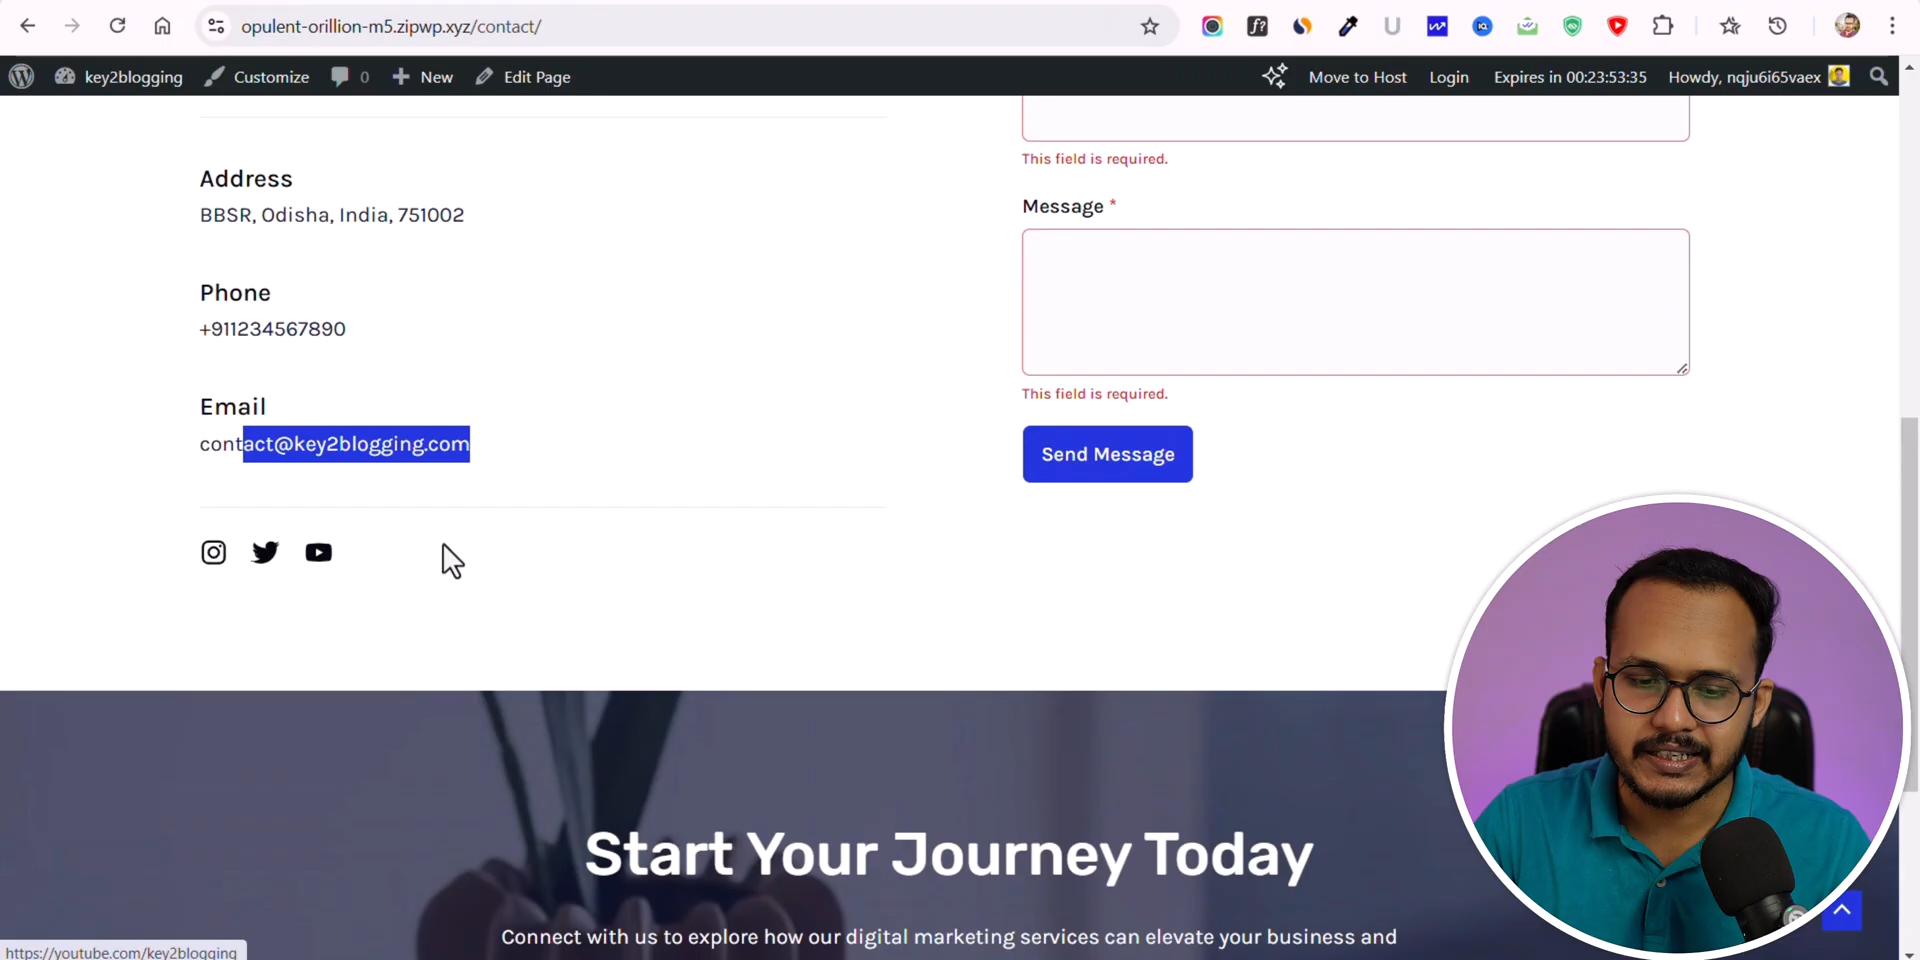 opulent-orillion-m5.zipwp.xyz/contact/
key2blogging Customize 0 New Edit Page Move to Host Login Expires in 00:23:53:35 Howdy, nqju6i65vaex
This field is required.
Address
BBSR, Odisha, India, 751002
Message *
Phone
+911234567890
This field is required.
Email
contact@key2blogging.com
Send Message
Start Your Journey Today
Connect with us to explore how our digital marketing services can elevate your business and
https://youtube.com/key2blogging